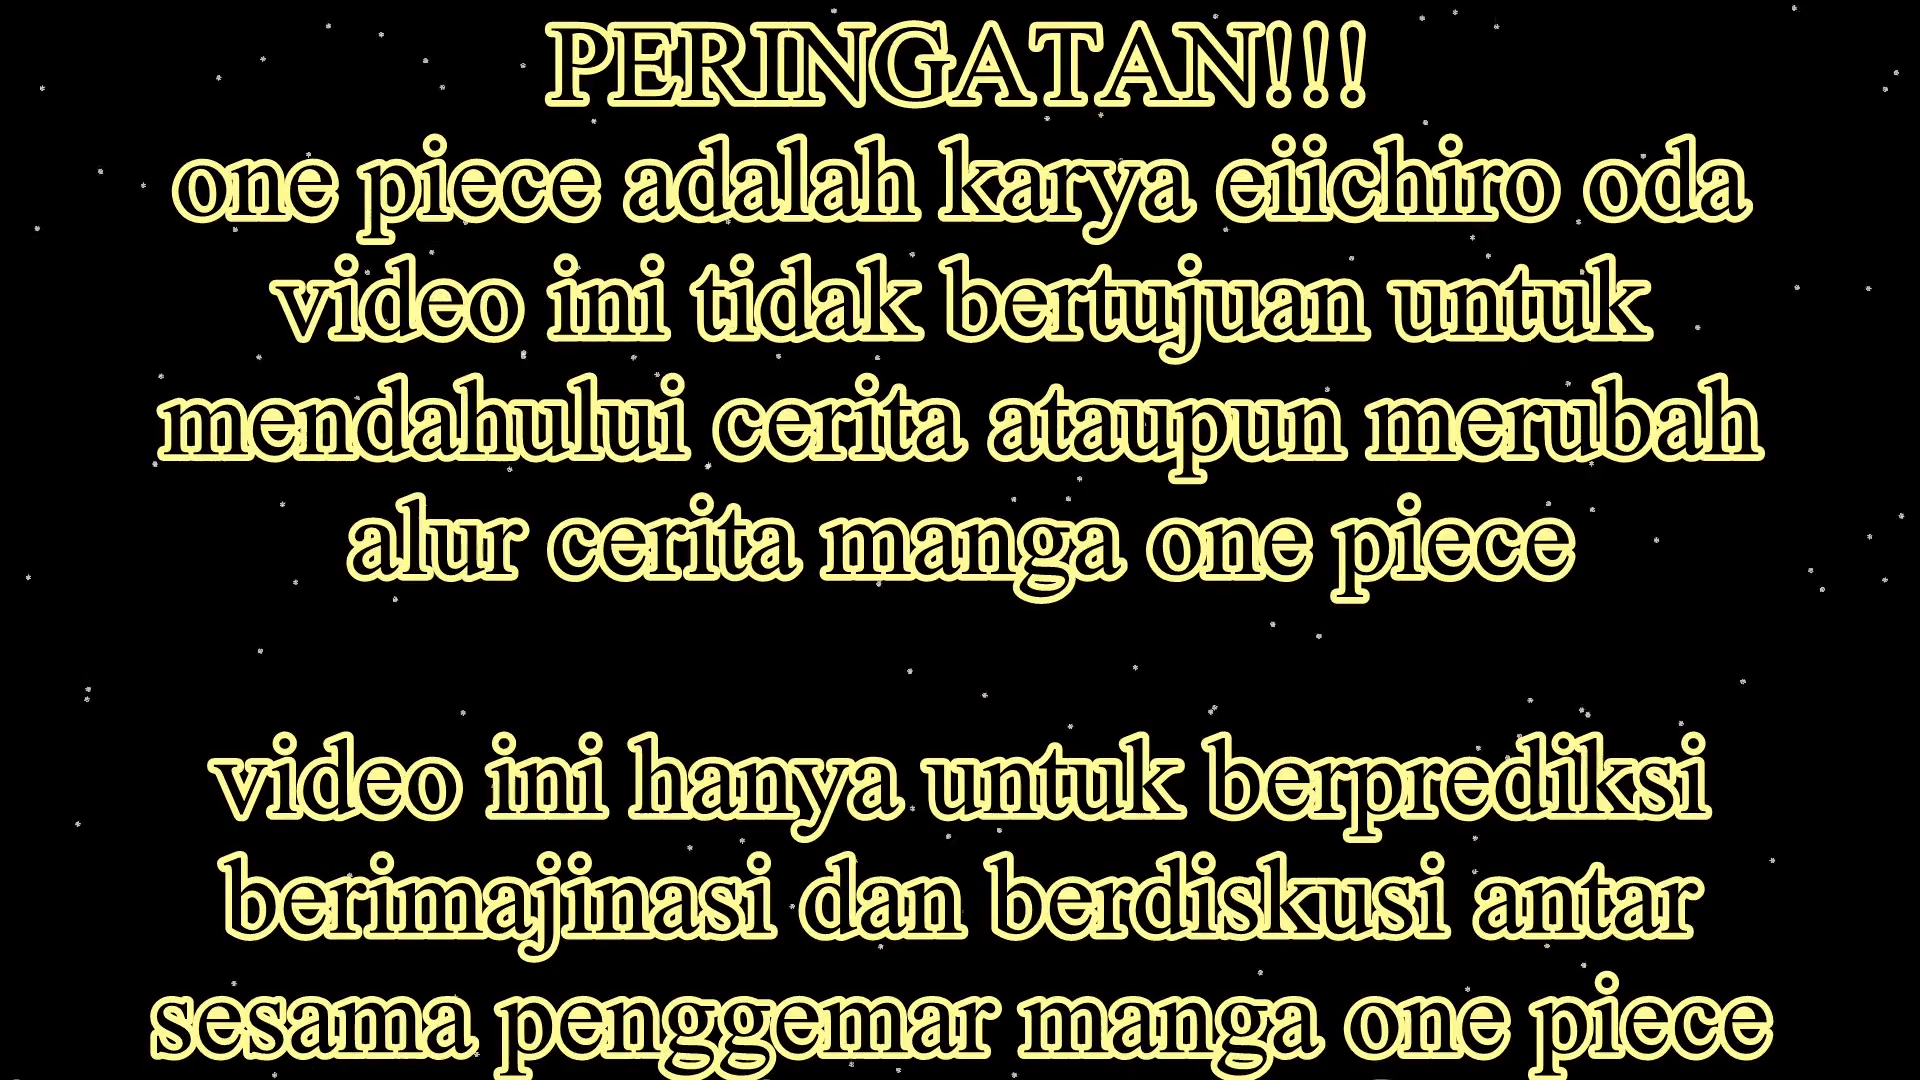 PERINGATAN!!!
one piece adalah karya eiichiro oda
video ini tidak bertujuan untuk
mendahului cerita ataupun merubah
alur cerita manga one piece
video ini hanya untuk berprediksi
berimajinasi dan berdiskusi antar
sesama penggemar manga one piece